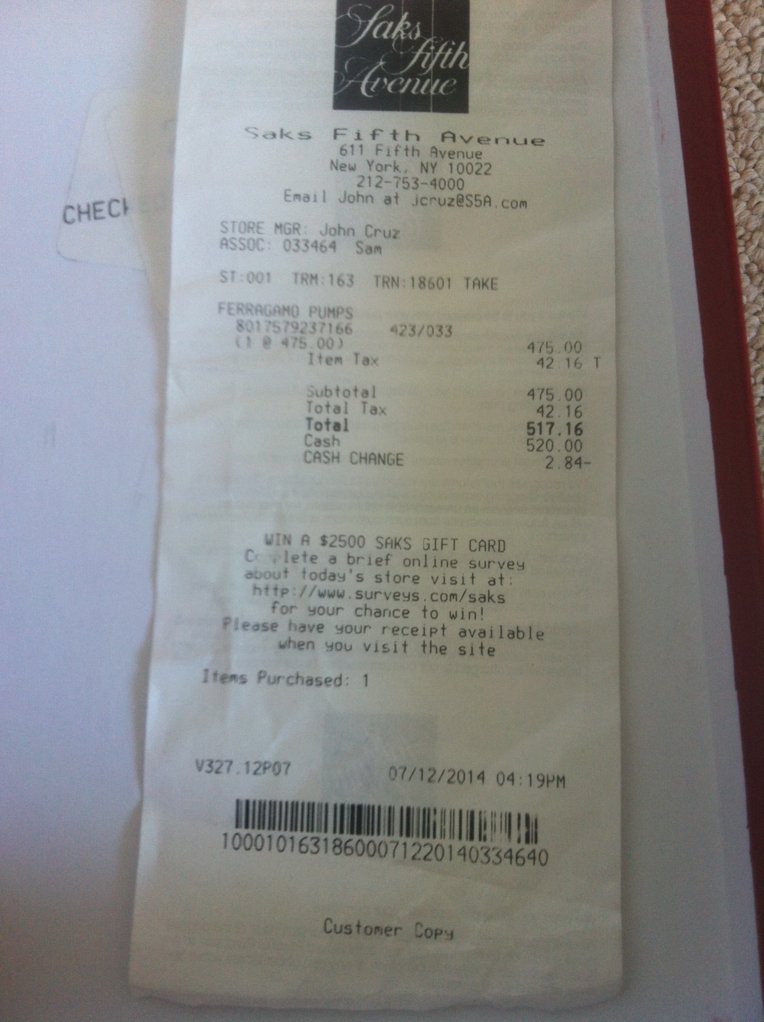 Saks
fifth
Avenue
Saks Fifth Avenue
611 Fifth Avenue
New York, NY 10022
212-753-4000
Email John at jcruz@S5A.com
CHECK
STORE MGR: John Cruz
ASSOC: 033464 Sam
ST:001 TRM:163 TRN:18601 TAKE
FERRAGAMO PUMPS
8017579237166 423/033
(1 @ 475.00) 475.00
Item Tax 42.16 T
Subtotal 475.00
Total Tax 42.16
Total 517.16
Cash 520.00
CASH CHANGE 2.84-
WIN A $2500 SAKS GIFT CARD
Complete a brief online survey
about today's store visit at:
http://www.surveys.com/saks
for your chance to win!
Please have your receipt available
when you visit the site
Items Purchased: 1
V327.12P07 07/12/2014 04:19PM
10001016318600071220140334640
Customer Copy